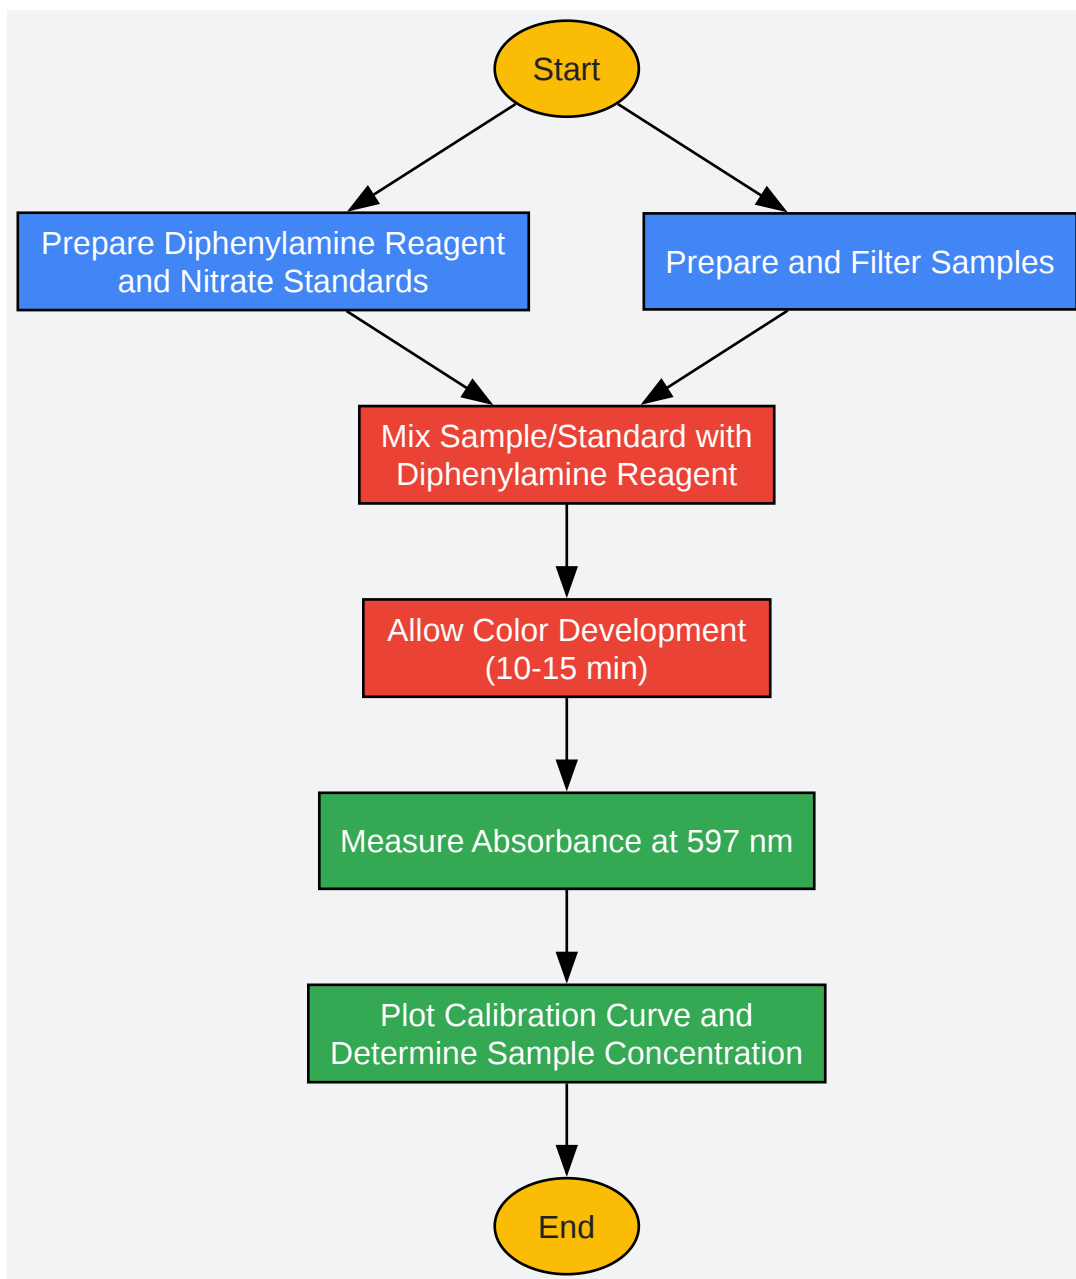 Start
Prepare Diphenylamine Reagent
and Nitrate Standards
Prepare and Filter Samples
Mix Sample/Standard with
Diphenylamine Reagent
Allow Color Development
(10-15 min)
Measure Absorbance at 597 nm
Plot Calibration Curve and
Determine Sample Concentration
End